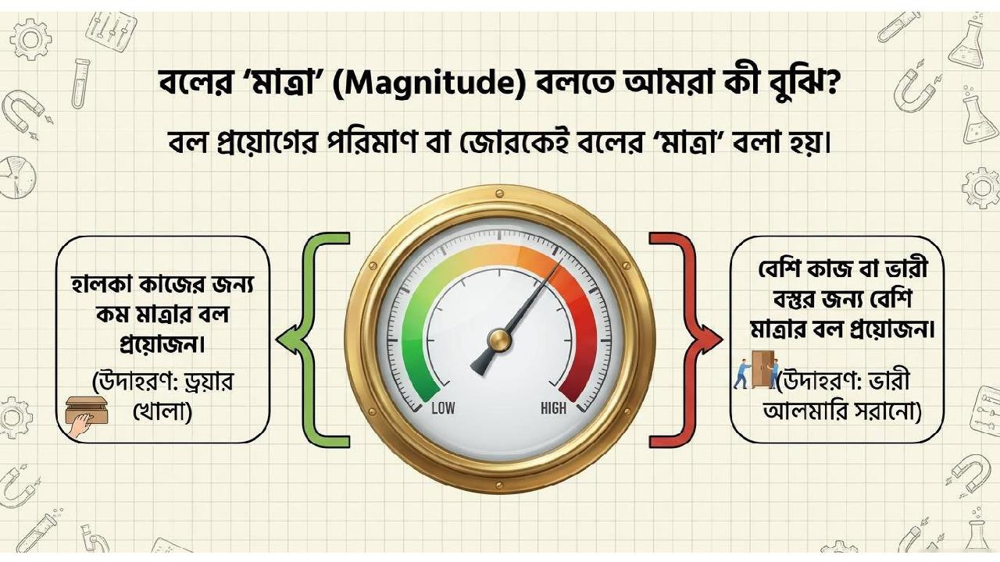 বলের ‘মাত্রা’ (Magnitude) বলতে আমরা কী বুঝি?
বল প্রয়োগের পরিমাণ বা জোরকেই বলের ‘মাত্রা’ বলা হয়।
হালকা কাজের জন্য
কম মাত্রার বল
প্রয়োজন।
(উদাহরণ: ড্রয়ার
খোলা)
LOW
HIGH
বেশি কাজ বা ভারী
বস্তুর জন্য বেশি
মাত্রার বল প্রয়োজন।
(উদাহরণ: ভারী
আলমারি সরানো)